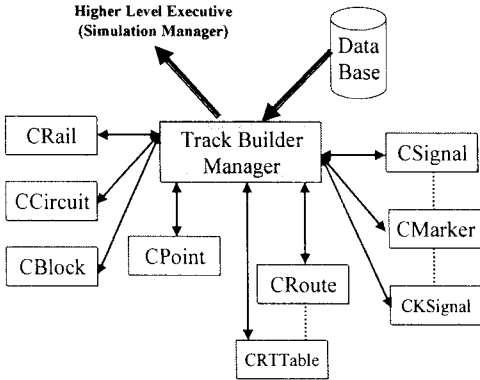 Higher Level Executive
(Simulation Manager)
Data
Base
CRail
Track Builder
Manager
CSignal
CCircuit
CMarker
CBlock
CPoint
CRoute
CKSignal
CRTTable